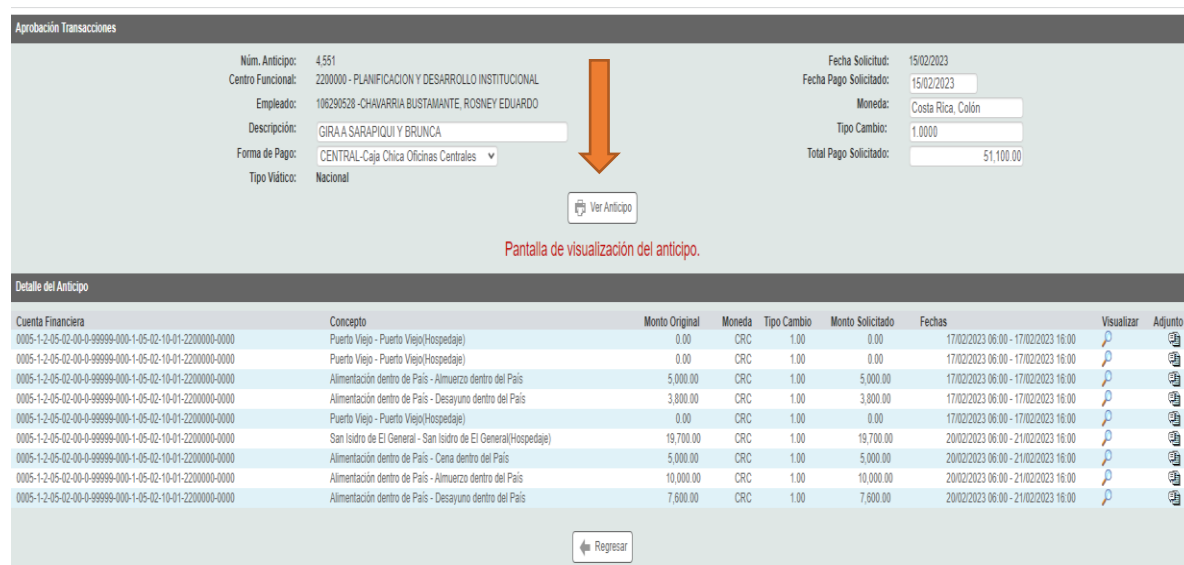 Aprobación Transacciones
Núm. Anticipo: 4,551 Fecha Solicitud: 15/02/2023
Centro Funcional: 2200000 - PLANIFICACION Y DESARROLLO INSTITUCIONAL Fecha Pago Solicitado: 15/02/2023
Empleado: 106290528 -CHAVARRIA BUSTAMANTE, ROSNEY EDUARDO Moneda: Costa Rica, Colón
Descripción: GIRA A SARAPIQUI Y BRUNCA Tipo Cambio: 1.0000
Forma de Pago: CENTRAL-Caja Chica Oficinas Centrales Total Pago Solicitado: 51,100.00
Tipo Viático: Nacional
Ver Anticipo
Pantalla de visualización del anticipo.
Detalle del Anticipo
Cuenta Financiera Concepto Monto Original Moneda Tipo Cambio Monto Solicitado Fechas Visualizar Adjunto
0005-1-2-05-02-00-0-99999-000-1-05-02-10-01-2200000-0000 Puerto Viejo - Puerto Viejo(Hospedaje) 0.00 CRC 1.00 0.00 17/02/2023 06:00 - 17/02/2023 16:00
0005-1-2-05-02-00-0-99999-000-1-05-02-10-01-2200000-0000 Puerto Viejo - Puerto Viejo(Hospedaje) 0.00 CRC 1.00 0.00 17/02/2023 06:00 - 17/02/2023 16:00
0005-1-2-05-02-00-0-99999-000-1-05-02-10-01-2200000-0000 Alimentación dentro de País - Almuerzo dentro del País 5,000.00 CRC 1.00 5,000.00 17/02/2023 06:00 - 17/02/2023 16:00
0005-1-2-05-02-00-0-99999-000-1-05-02-10-01-2200000-0000 Alimentación dentro de País - Desayuno dentro del País 3,800.00 CRC 1.00 3,800.00 17/02/2023 06:00 - 17/02/2023 16:00
0005-1-2-05-02-00-0-99999-000-1-05-02-10-01-2200000-0000 Puerto Viejo - Puerto Viejo(Hospedaje) 0.00 CRC 1.00 0.00 17/02/2023 06:00 - 17/02/2023 16:00
0005-1-2-05-02-00-0-99999-000-1-05-02-10-01-2200000-0000 San Isidro de El General - San Isidro de El General(Hospedaje) 19,700.00 CRC 1.00 19,700.00 20/02/2023 06:00 - 21/02/2023 16:00
0005-1-2-05-02-00-0-99999-000-1-05-02-10-01-2200000-0000 Alimentación dentro de País - Cena dentro del País 5,000.00 CRC 1.00 5,000.00 20/02/2023 06:00 - 21/02/2023 16:00
0005-1-2-05-02-00-0-99999-000-1-05-02-10-01-2200000-0000 Alimentación dentro de País - Almuerzo dentro del País 10,000.00 CRC 1.00 10,000.00 20/02/2023 06:00 - 21/02/2023 16:00
0005-1-2-05-02-00-0-99999-000-1-05-02-10-01-2200000-0000 Alimentación dentro de País - Desayuno dentro del País 7,600.00 CRC 1.00 7,600.00 20/02/2023 06:00 - 21/02/2023 16:00
Regresar